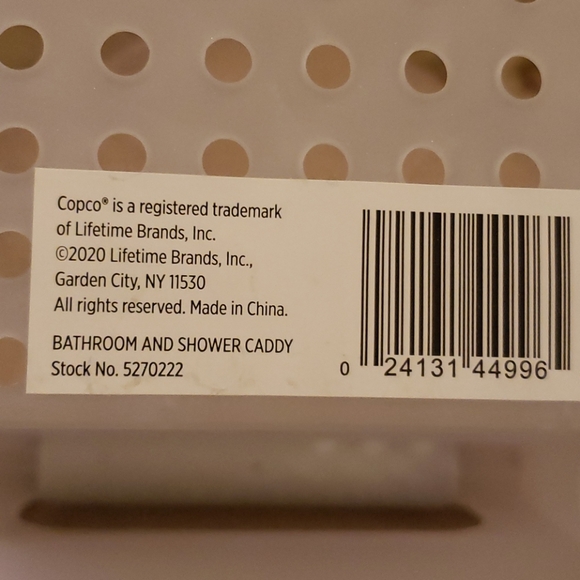 Copco® is a registered trademark
of Lifetime Brands, Inc.
©2020 Lifetime Brands, Inc.,
Garden City, NY 11530
All rights reserved. Made in China.
BATHROOM AND SHOWER CADDY
Stock No. 5270222
0 24131 44996